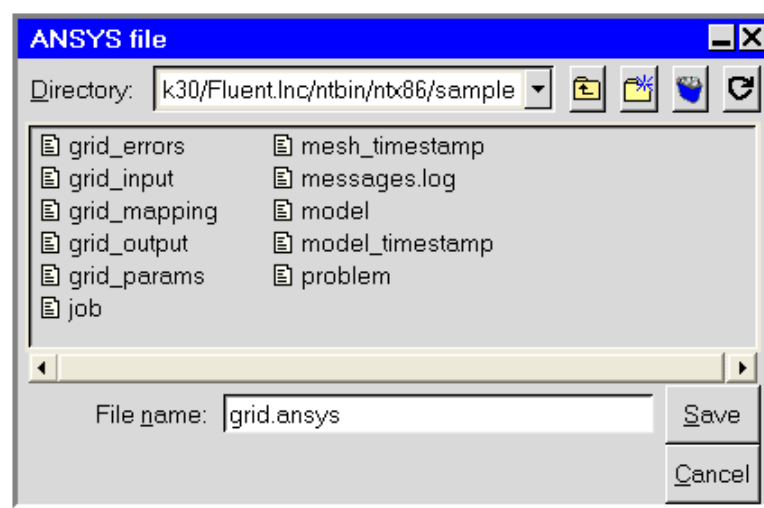 ANSYS file
Directory: k30/Fluent.Inc/ntbin/ntx86/sample
grid_errors
grid_input
grid_mapping
grid_output
grid_params
job
mesh_timestamp
messages.log
model
model_timestamp
problem
File name: grid.ansys
Save
Cancel